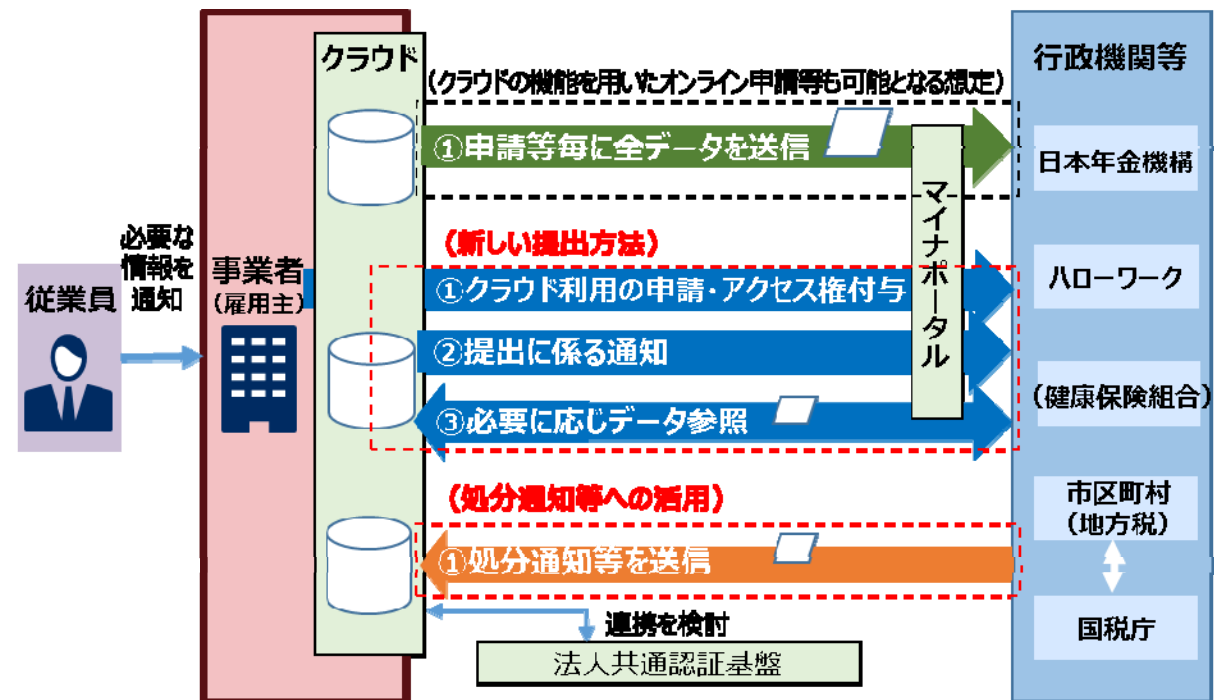 クラウド
行政機関等
(クラウドの機能を用いたオンライン申請等も可能となる想定)
①申請等毎に全データを送信
日本年金機構
マイナポータル
必要な
情報を
通知
従業員
事業者
(雇用主)
(新しい提出方法)
①クラウド利用の申請・アクセス権付与
ハローワーク
②提出に係る通知
③必要に応じデータ参照
(健康保険組合)
(処分通知等への活用)
①処分通知等を送信
市区町村
(地方税)
国税庁
連携を検討
法人共通認証基盤